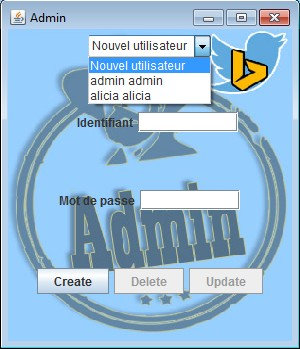 Admin
Nouvel utilisateur
Nouvel utilisateur
admin admin
alicia alicia
Identifiant
Mot de passe
Admin
Create Delete Update